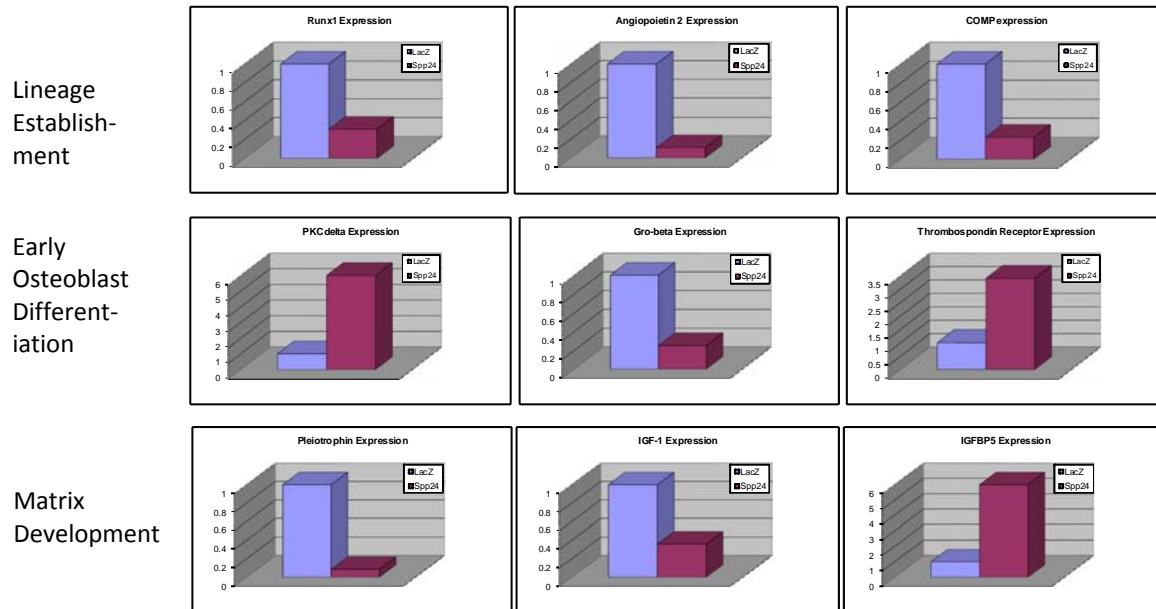 Lineage
Establish-
ment
Runx1 Expression
1
0.8
0.6
0.4
0.2
0
LacZ
Spp24
Angiopoietin 2 Expression
1
0.8
0.6
0.4
0.2
0
LacZ
Spp24
COMP expression
1
0.8
0.6
0.4
0.2
0
LacZ
Spp24
Early
Osteoblast
Different-
iation
PKCdelta Expression
6
5
4
3
2
1
0
LacZ
Spp24
Gro-beta Expression
1
0.8
0.6
0.4
0.2
0
LacZ
Spp24
Thrombospondin Receptor Expression
3.5
3
2.5
2
1.5
1
0.5
0
LacZ
Spp24
Matrix
Development
Pleiotrophin Expression
1
0.8
0.6
0.4
0.2
0
LacZ
Spp24
IGF-1 Expression
1
0.8
0.6
0.4
0.2
0
LacZ
Spp24
IGFBP5 Expression
6
5
4
3
2
1
0
LacZ
Spp24